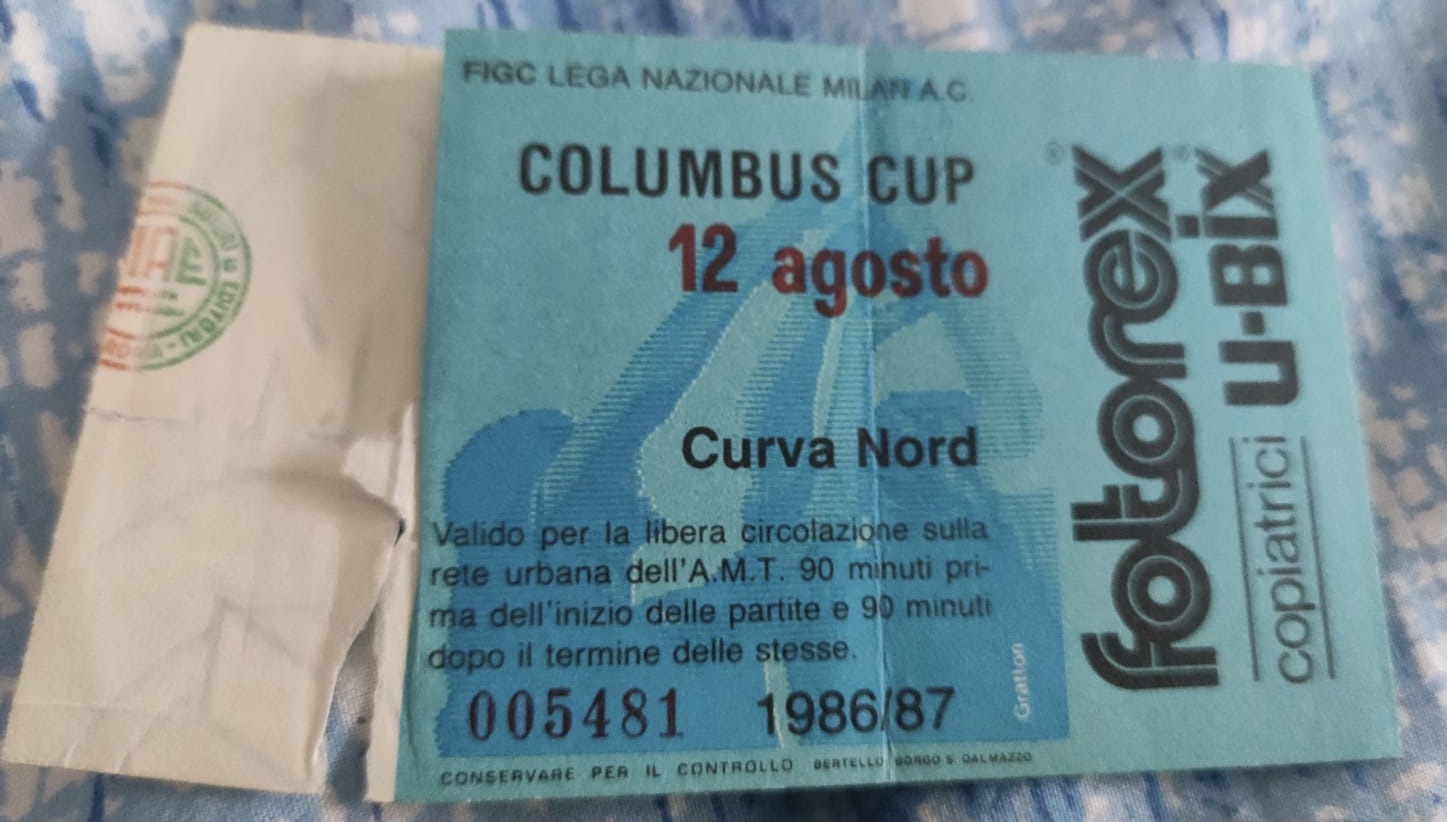 FIGC LEGA NAZIONALE MILAN A.C.
COLUMBUS CUP
12 agosto
Curva Nord
Valido per la libera circolazione sulla
rete urbana dell'A.M.T. 90 minuti pri-
ma dell'inizio delle partite e 90 minuti
dopo il termine delle stesse.
005481 1986/87
CONSERVARE PER IL CONTROLLO BERTELLO BORGO S. DALMAZZO
Gratton
fotorex
copiatrici U-BIX
EDITORI